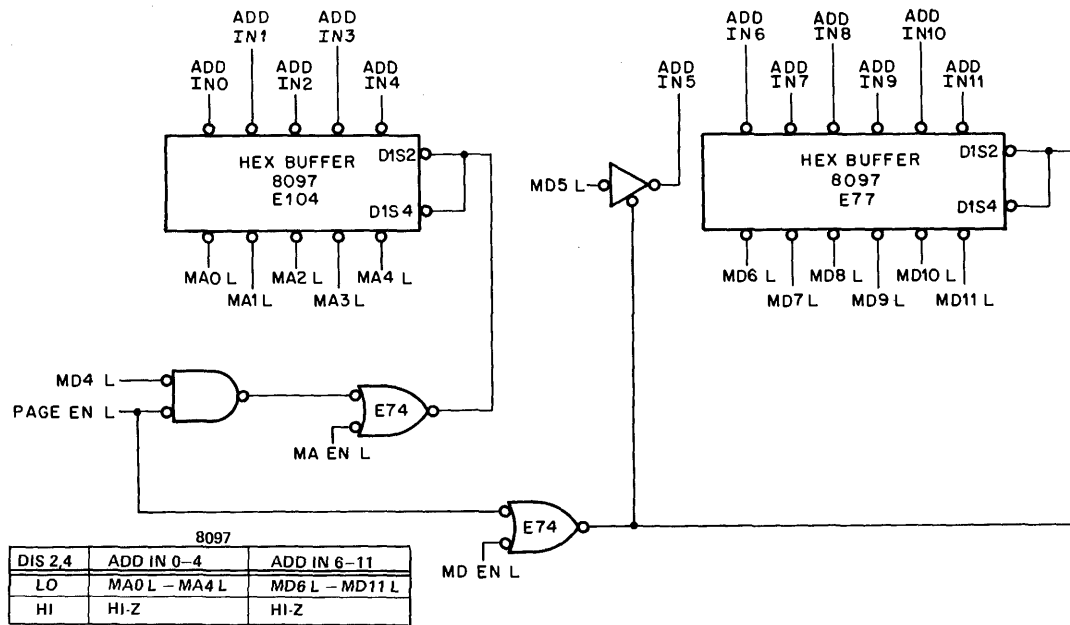 ADD IN0
ADD IN1
ADD IN2
ADD IN3
ADD IN4
HEX BUFFER
8097
E104
D1S2
D1S4
MA0 L
MA1 L
MA2 L
MA3 L
MA4 L
ADD IN5
MD5 L
ADD IN6
ADD IN7
ADD IN8
ADD IN9
ADD IN10
ADD IN11
HEX BUFFER
8097
E77
D1S2
D1S4
MD6 L
MD7 L
MD8 L
MD9 L
MD10 L
MD11 L
MD4 L
PAGE EN L
E74
MA EN L
E74
MD EN L
8097
DIS 2,4 ADD IN 0-4 ADD IN 6-11
LO MA0 L - MA4 L MD6 L - MD11 L
HI HI-Z HI-Z